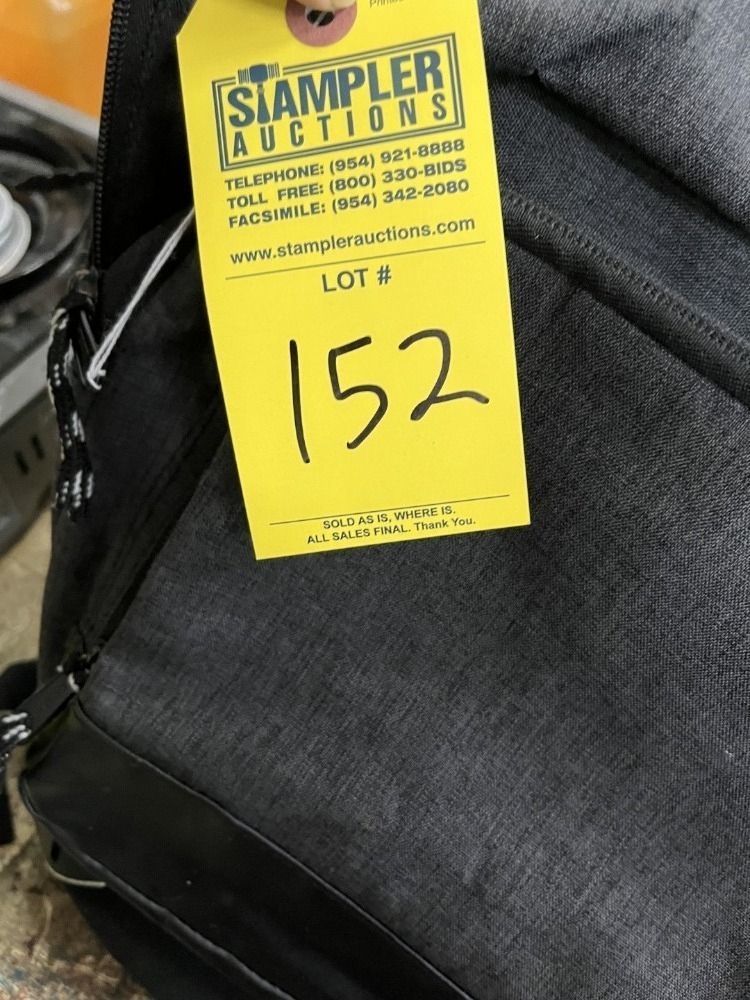 STAMPLER
AUCTIONS
TELEPHONE: (954) 921-8888
TOLL FREE: (800) 330-BIDS
FACSIMILE: (954) 342-2080
www.stamplerauctions.com
LOT #
152
SOLD AS IS, WHERE IS.
ALL SALES FINAL. Thank You.